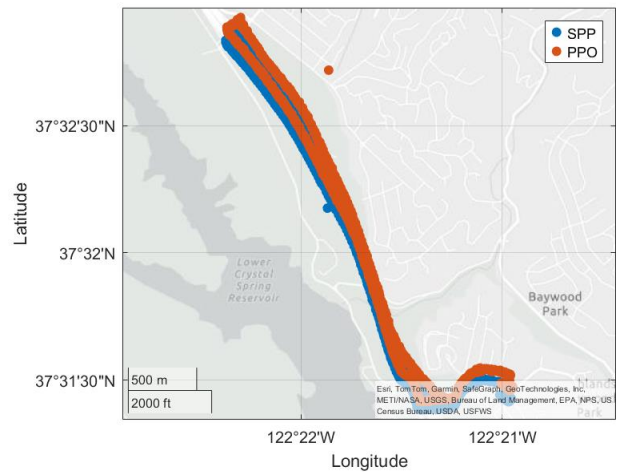 SPP
PPO
37°32'30"N
37°32'N
37°31'30"N
Latitude
Lower
Crystal
Spring
Reservoir
Baywood
Park
500 m
2000 ft
Esri, TomTom, Garmin, SafeGraph, GeoTechnologies, Inc,
METI/NASA, USGS, Bureau of Land Management, EPA, NPS, US
Census Bureau, USDA, USFWS
Park
122°22'W
122°21'W
Longitude